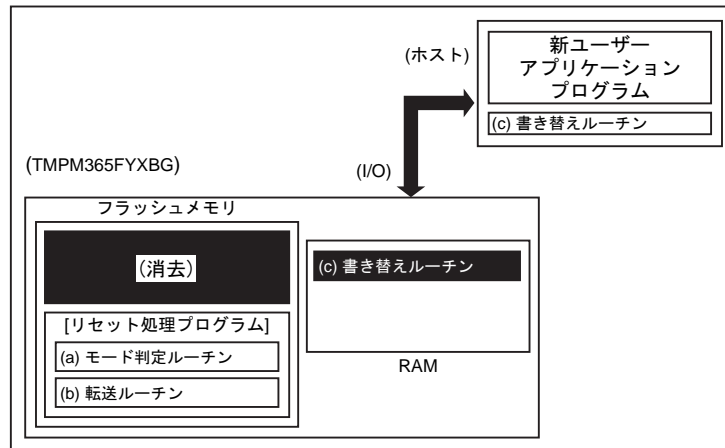 (ホスト)
新ユーザー
アプリケーション
プログラム
(c) 書き替えルーチン
(TMPM365FYXBG)
(I/O)
フラッシュメモリ
(消去)
[リセット処理プログラム]
(a) モード判定ルーチン
(b) 転送ルーチン
(c) 書き替えルーチン
RAM